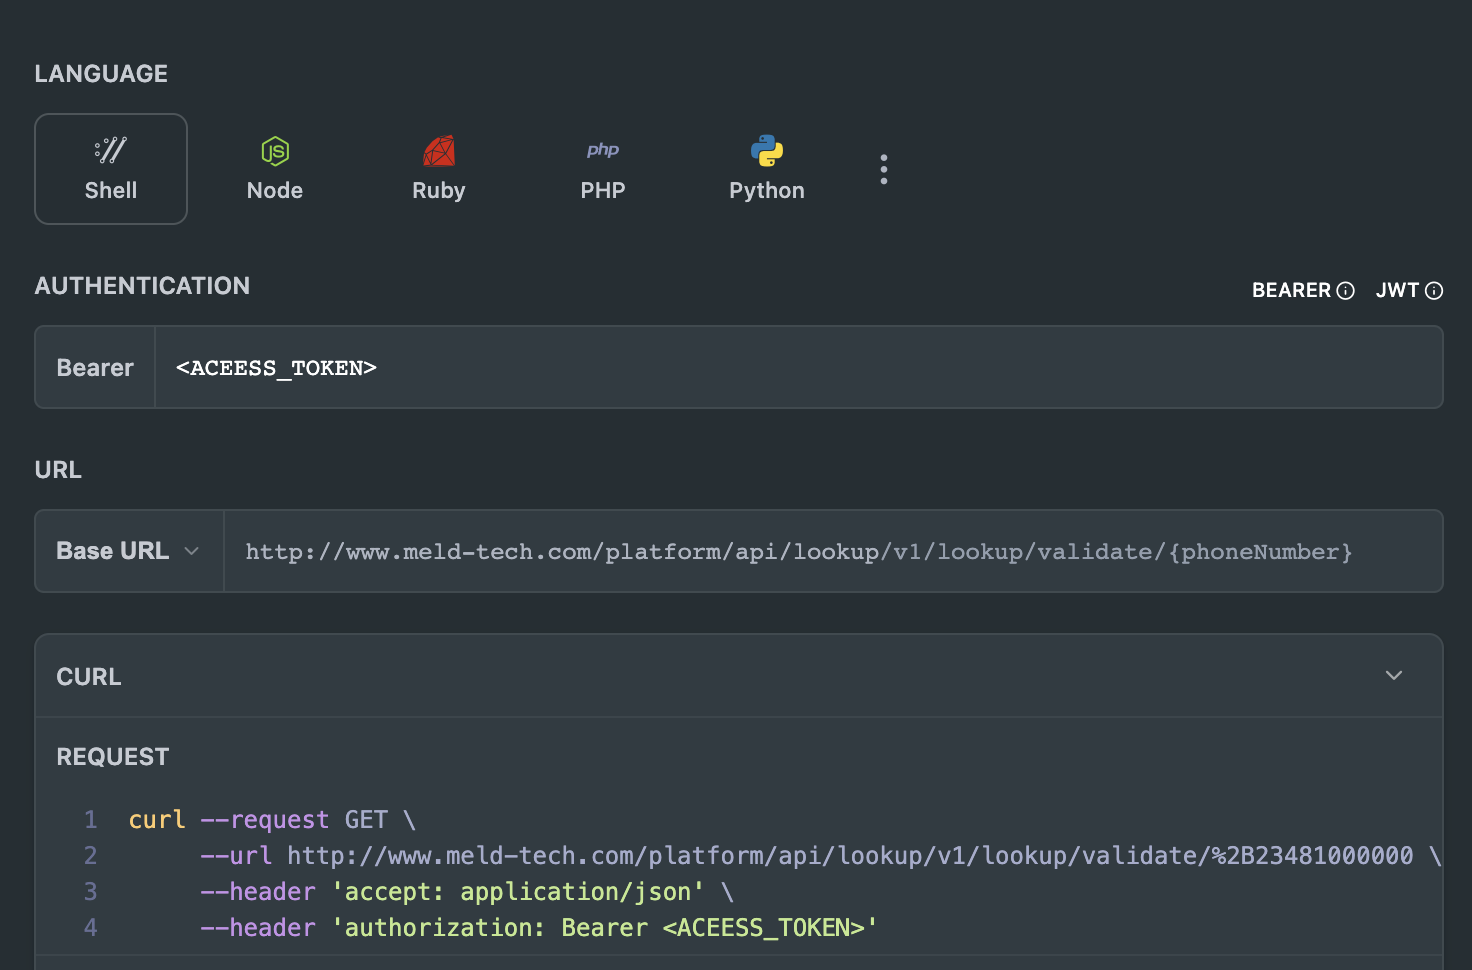 LANGUAGE
Shell
JS
Node
Ruby
php
PHP
Python
AUTHENTICATION
BEARER JWT
Bearer <ACEESS_TOKEN>
URL
Base URL http://www.meld-tech.com/platform/api/lookup/v1/lookup/validate/{phoneNumber}
CURL
REQUEST
1 curl --request GET \
2 --url http://www.meld-tech.com/platform/api/lookup/v1/lookup/validate/%2B23481000000 \
3 --header 'accept: application/json' \
4 --header 'authorization: Bearer <ACEESS_TOKEN>'